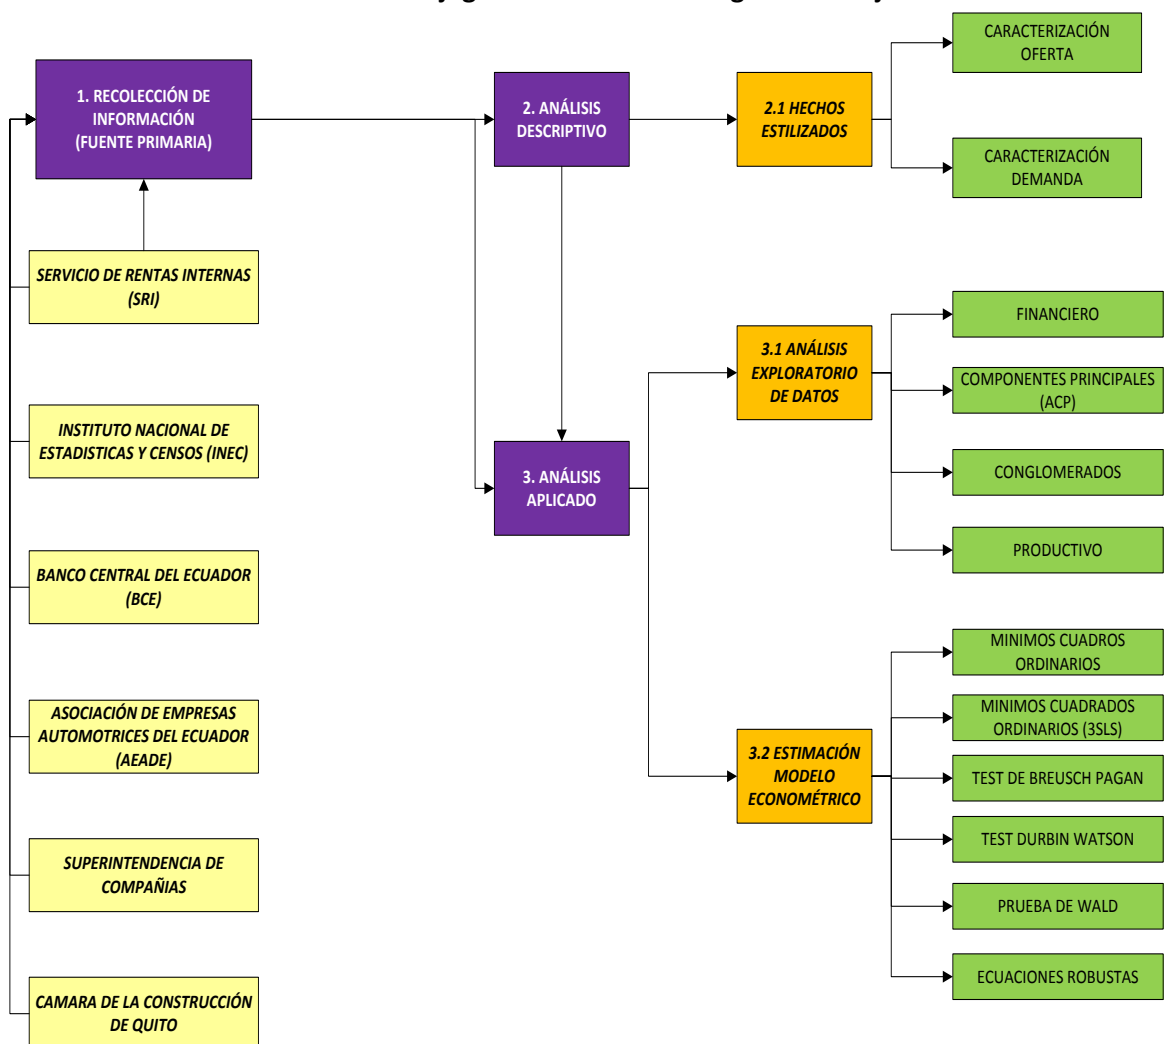 1. RECOLECCIÓN DE
INFORMACIÓN
(FUENTE PRIMARIA)
SERVICIO DE RENTAS INTERNAS
(SRI)
INSTITUTO NACIONAL DE
ESTADISTICAS Y CENSOS (INEC)
BANCO CENTRAL DEL ECUADOR
(BCE)
ASOCIACIÓN DE EMPRESAS
AUTOMOTRICES DEL ECUADOR
(AEADE)
SUPERINTENDENCIA DE
COMPAÑIAS
CAMARA DE LA CONSTRUCCIÓN
DE QUITO
2. ANÁLISIS
DESCRIPTIVO
3. ANÁLISIS
APLICADO
2.1 HECHOS
ESTILIZADOS
CARACTERIZACIÓN
OFERTA
CARACTERIZACIÓN
DEMANDA
3.1 ANÁLISIS
EXPLORATORIO
DE DATOS
FINANCIERO
COMPONENTES PRINCIPALES
(ACP)
CONGLOMERADOS
PRODUCTIVO
3.2 ESTIMACIÓN
MODELO
ECONOMÉTRICO
MINIMOS CUADROS
ORDINARIOS
MINIMOS CUADRADOS
ORDINARIOS (3SLS)
TEST DE BREUSCH PAGAN
TEST DURBIN WATSON
PRUEBA DE WALD
ECUACIONES ROBUSTAS